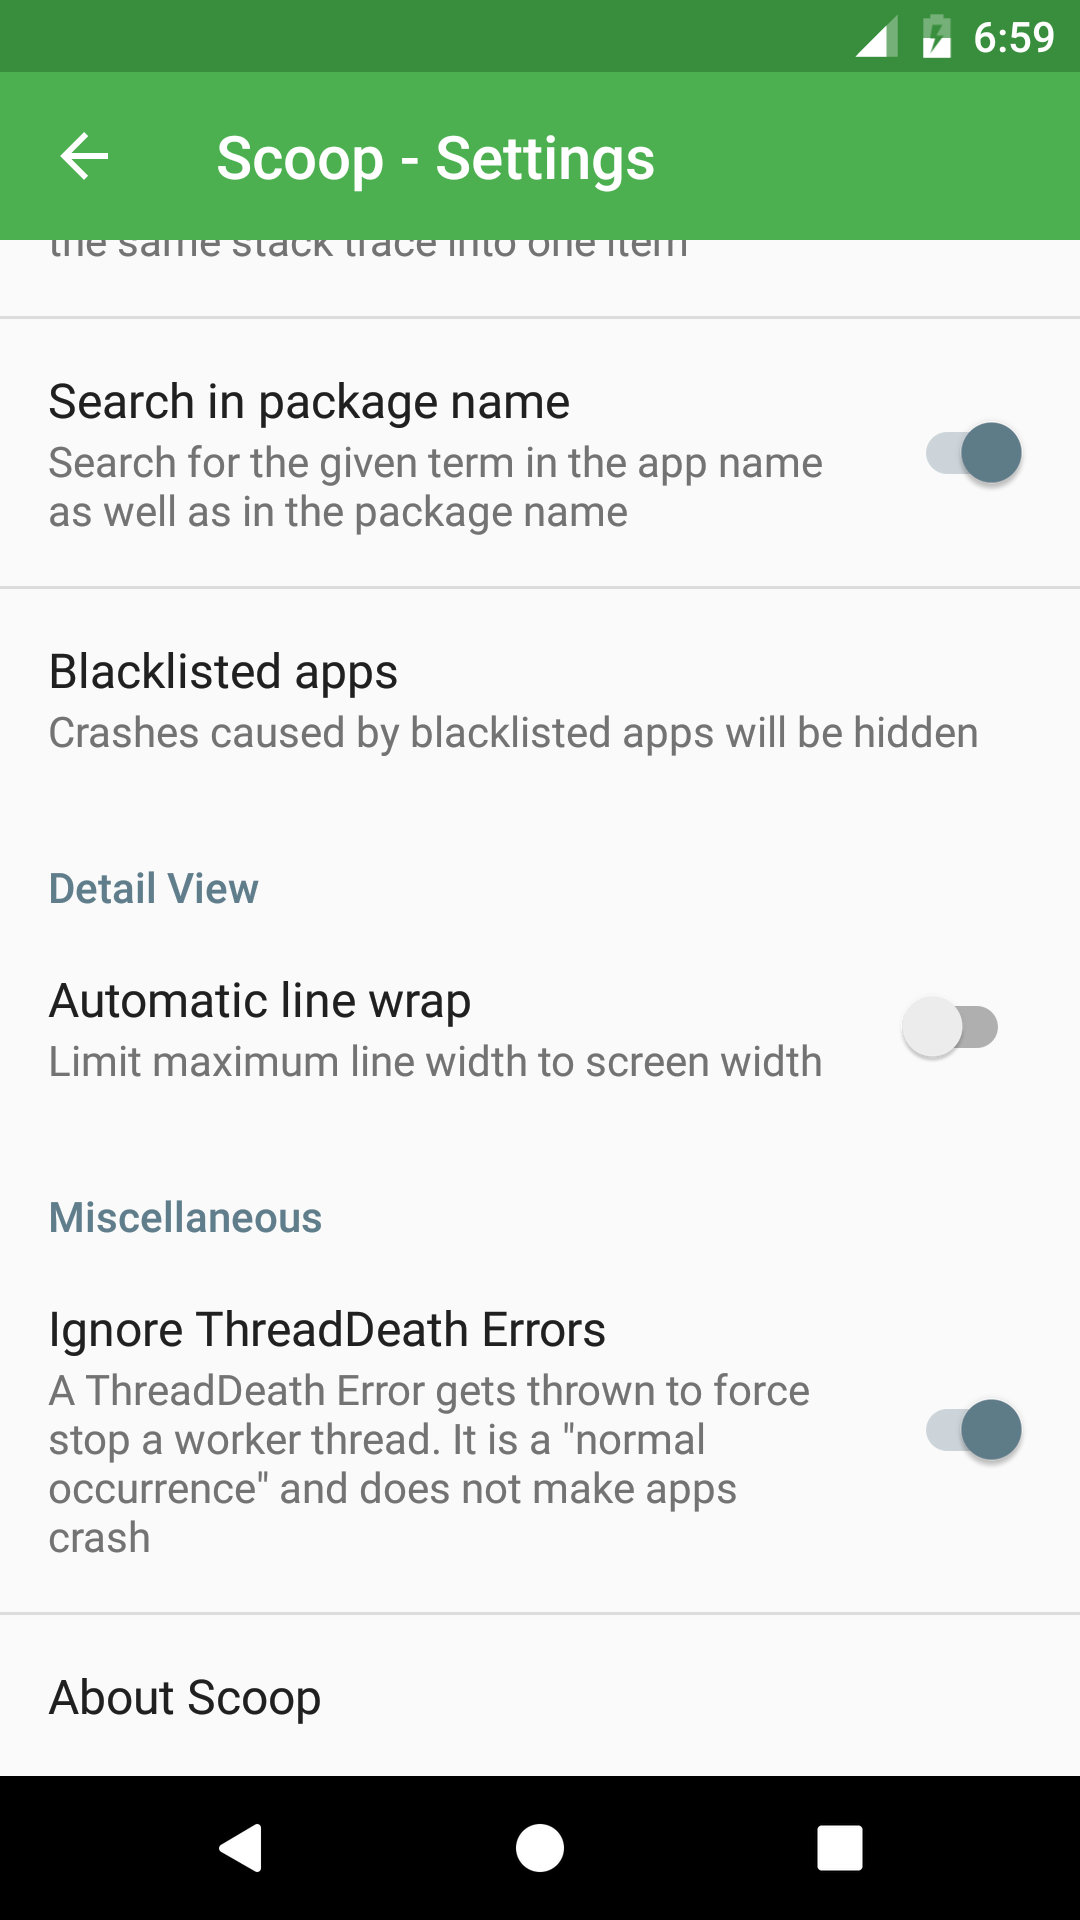 6:59
Scoop - Settings
the same stack trace into one item
Search in package name
Search for the given term in the app name
as well as in the package name
Blacklisted apps
Crashes caused by blacklisted apps will be hidden
Detail View
Automatic line wrap
Limit maximum line width to screen width
Miscellaneous
Ignore ThreadDeath Errors
A ThreadDeath Error gets thrown to force
stop a worker thread. It is a "normal
occurrence" and does not make apps
crash
About Scoop